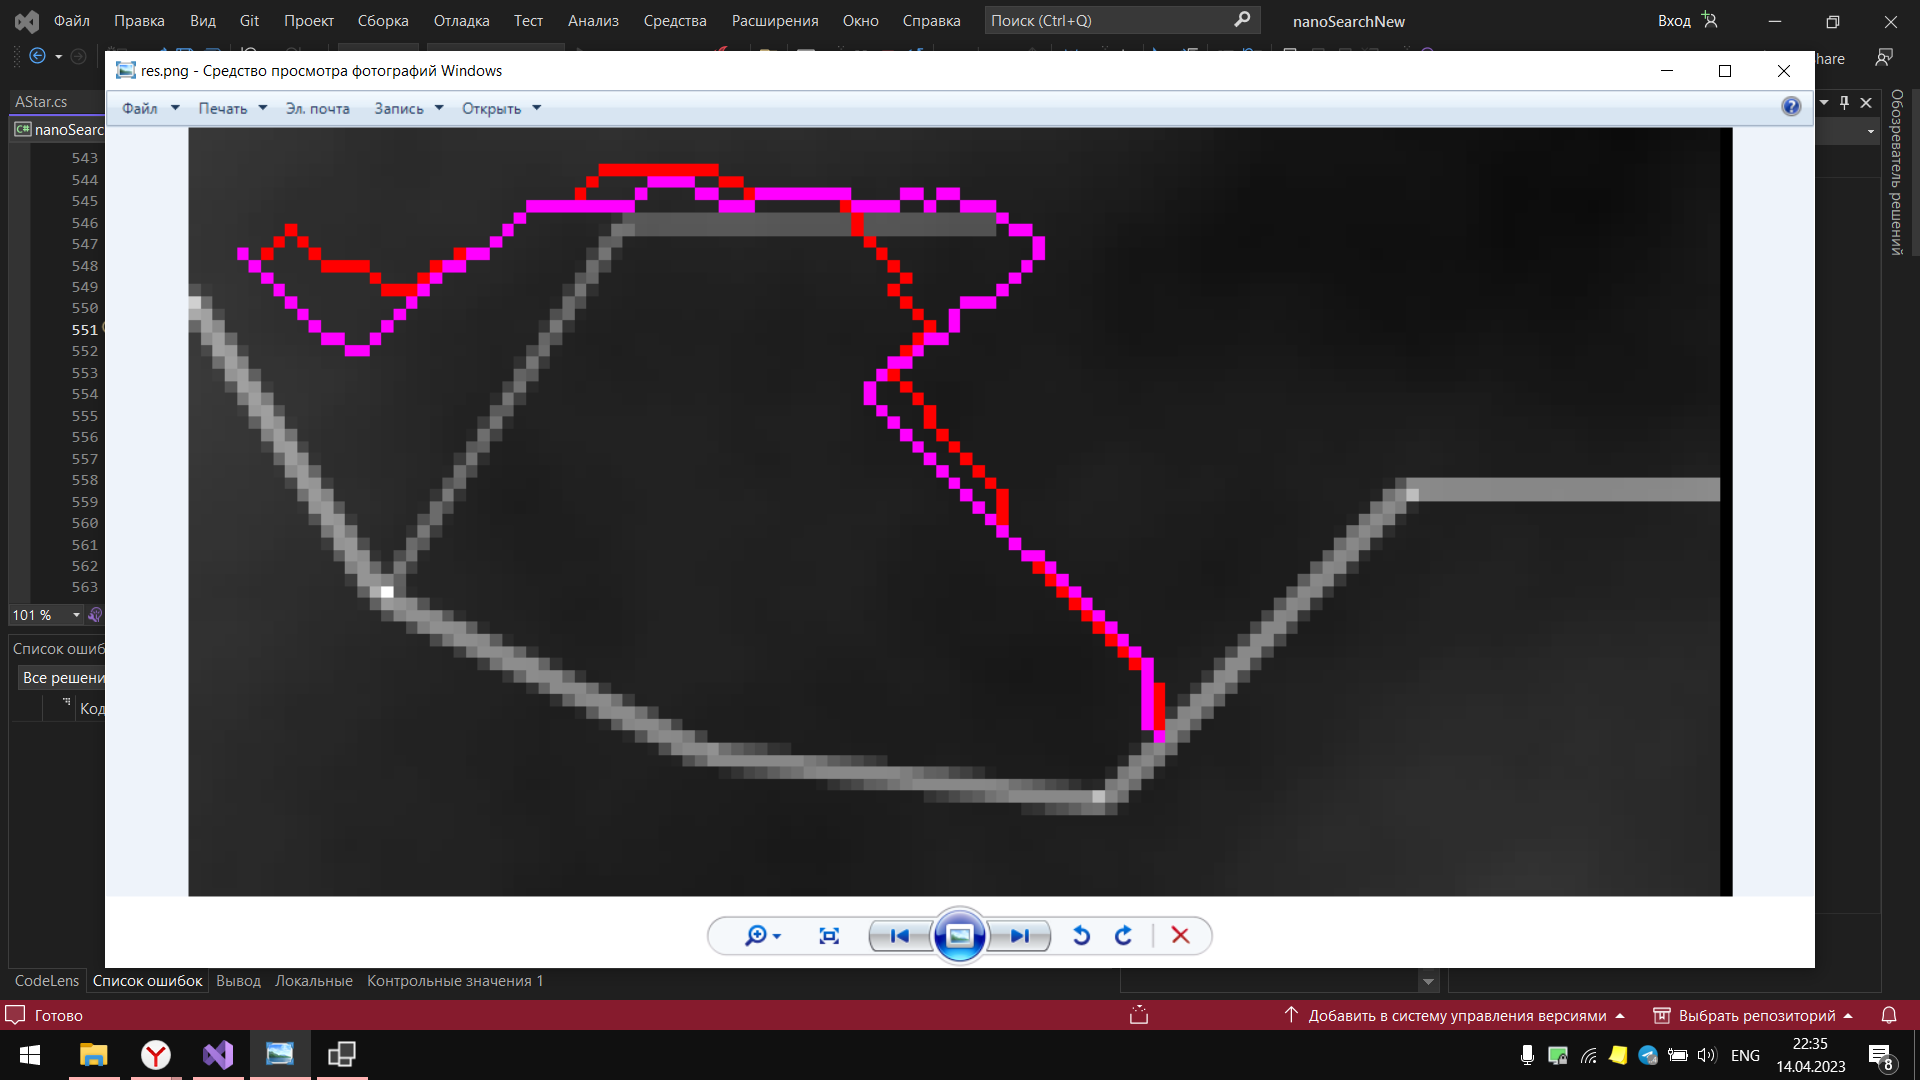 Файл Правка Вид Git Проект Сборка Отладка Тест Анализ Средства Расширения Окно Справка Поиск (Ctrl+Q) nanoSearchNew Вход
hare
res.png - Средство просмотра фотографий Windows
Файл Печать Эл. почта Запись Открыть
AStar.cs
C# nanoSearc
Обозреватель решений
543
544
545
546
547
548
549
550
551
552
553
554
555
556
557
558
559
560
561
562
563
101 %
Список ошиб
Все решени
Код
CodeLens Список ошибок Вывод Локальные Контрольные значения 1
Готово Добавить в систему управления версиями Выбрать репозиторий
ENG 22:35
14.04.2023 8